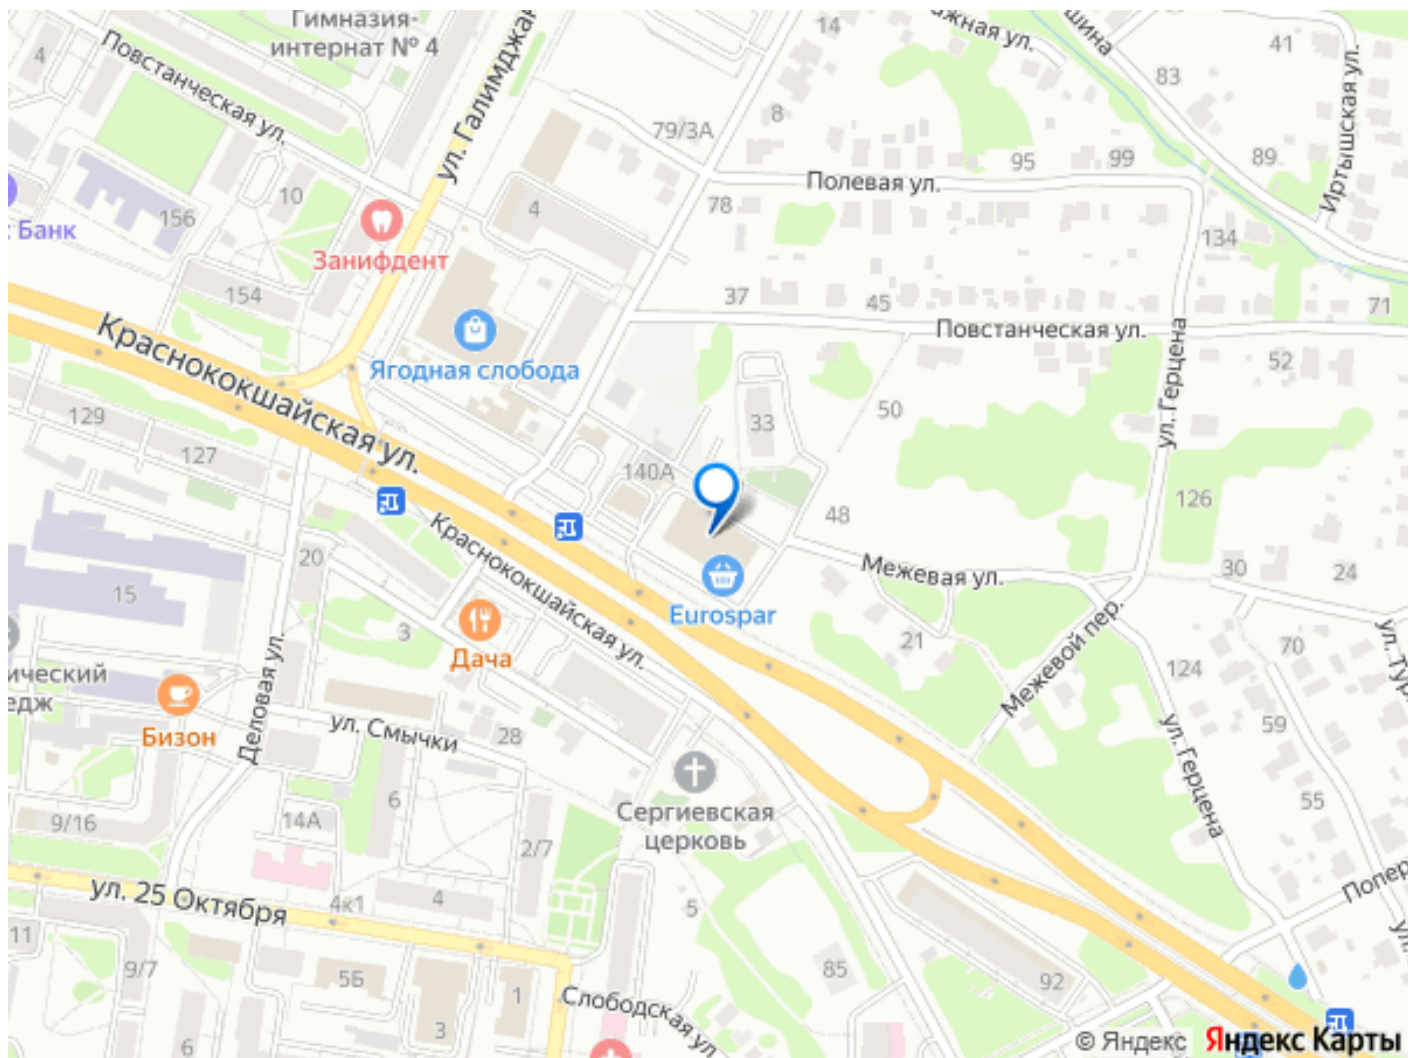 Гимназия-
интернат № 4
14
ажная ул.
шина
41
4
Повстанческая ул.
ул. Галимджан
83
Иртышская ул.
8
79/3А
95
99
89
Полевая ул.
10
156
4
78
с Банк
134
Занифдент
154
37
45
71
Повстанческая ул.
Краснококшайская ул.
Ягодная слобода
52
ул. Герцена
129
50
33
127
140А
126
48
Краснококшайская ул.
20
Межевая ул.
30
24
15
Eurospar
3
21
70
ул. Тур
Дача
Межевой пер.
ический
едж
124
Деловая ул.
Бизон
ул. Смычки
28
59
ул. Герцена
6
55
Сергиевская
церковь
9/16
14А
2/7
ул. 25 Октября
4к1
4
5
Попер
ул.
11
9/7
5Б
1
85
92
Слободская ул.
3
6
© Яндекс Яндекс Карты